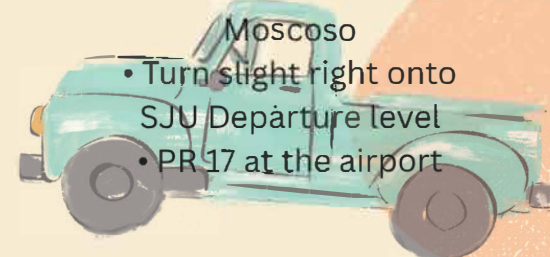 Moscoso
• Turn slight right onto
SJU Departure level
• PR 17 at the airport